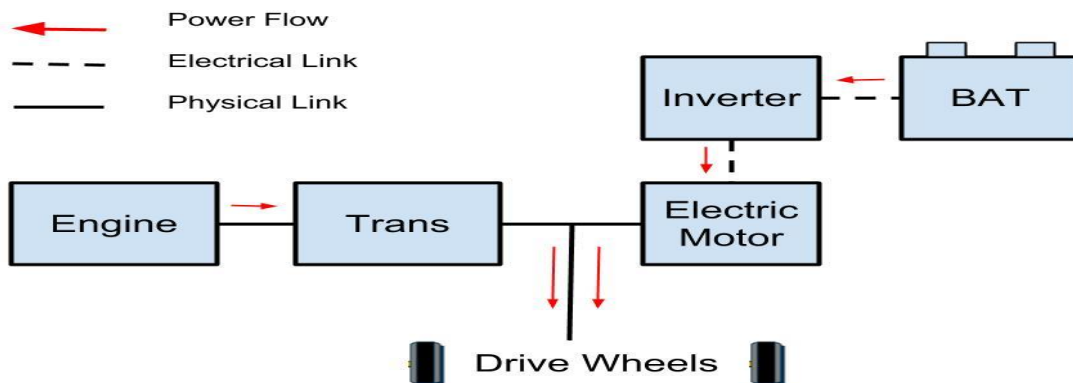 Power Flow
Electrical Link
Physical Link
Inverter
BAT
Engine
Trans
Electric
Motor
Drive Wheels